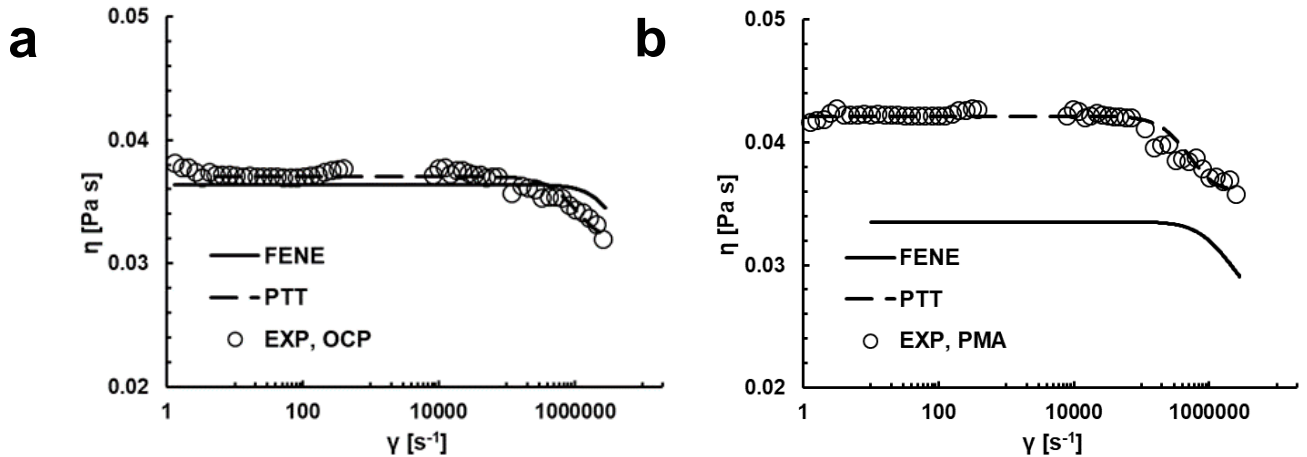 a
0.05
0.04
0.03
0.02
η [Pa s]
FENE
PTT
EXP, OCP
1
100
10000
1000000
γ [s⁻¹]
b
0.05
0.04
0.03
0.02
η [Pa s]
FENE
PTT
EXP, PMA
1
100
10000
1000000
γ [s⁻¹]